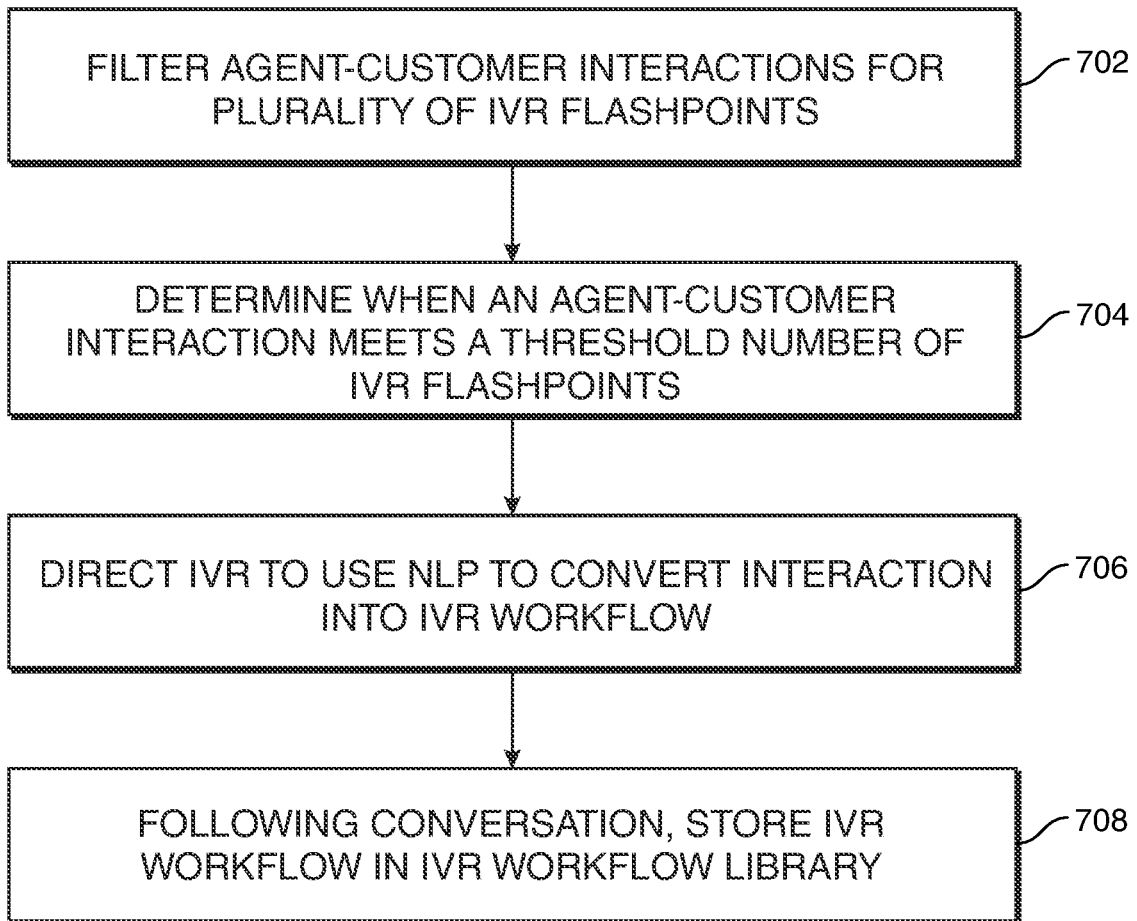 FILTER AGENT-CUSTOMER INTERACTIONS FOR
PLURALITY OF IVR FLASHPOINTS
702
DETERMINE WHEN AN AGENT-CUSTOMER
INTERACTION MEETS A THRESHOLD NUMBER OF
IVR FLASHPOINTS
704
DIRECT IVR TO USE NLP TO CONVERT INTERACTION
INTO IVR WORKFLOW
706
FOLLOWING CONVERSATION, STORE IVR
WORKFLOW IN IVR WORKFLOW LIBRARY
708